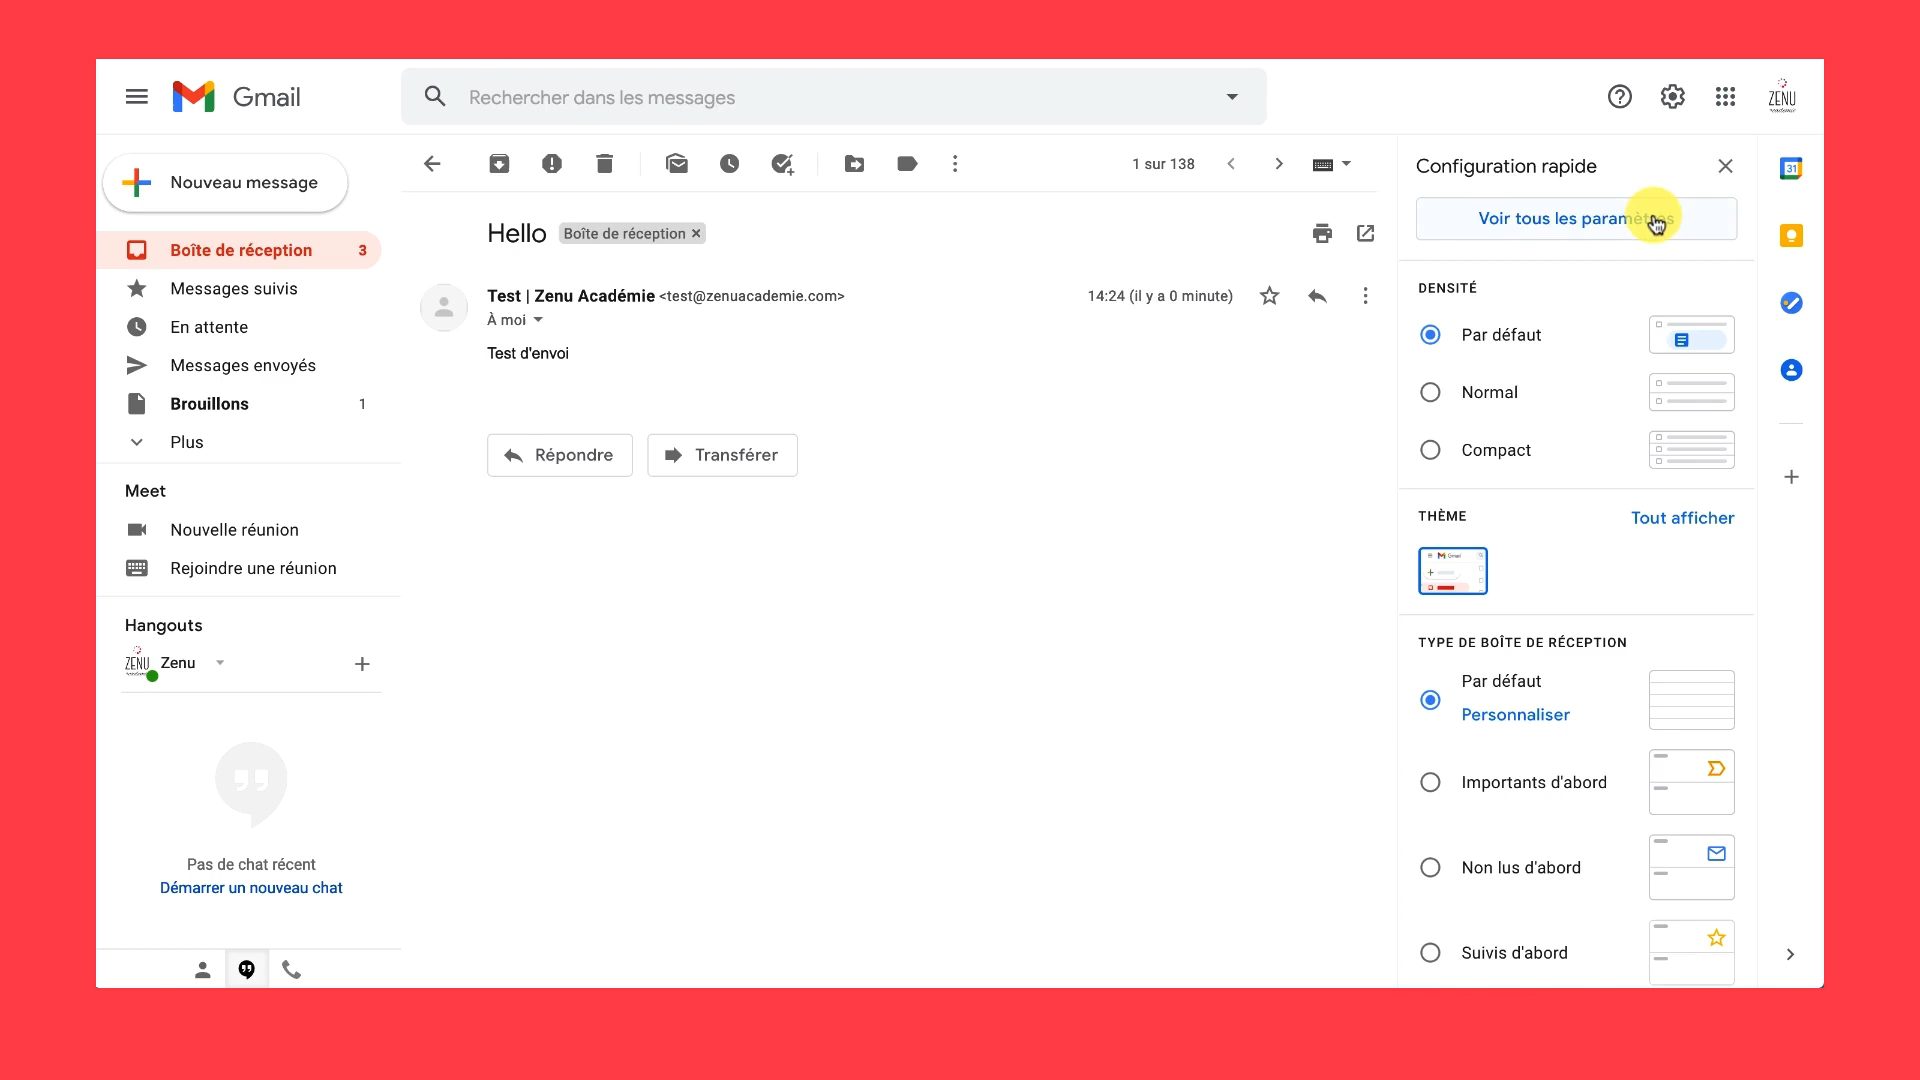 Gmail
Rechercher dans les messages
ZENU
Nouveau message
1 sur 138
Configuration rapide
Voir tous les paramètres
Boîte de réception 3
Messages suivis
En attente
Messages envoyés
Brouillons 1
Plus
Hello Boîte de réception ×
Test | Zenu Académie <test@zenuacademie.com> 14:24 (il y a 0 minute)
À moi
Test d'envoi
Répondre
Transférer
Meet
Nouvelle réunion
Rejoindre une réunion
Hangouts
ZENU Zenu
Pas de chat récent
Démarrer un nouveau chat
DENSITÉ
Par défaut
Normal
Compact
THÈME Tout afficher
Gmail
TYPE DE BOÎTE DE RÉCEPTION
Par défaut
Personnaliser
Importants d'abord
Non lus d'abord
Suivis d'abord
31